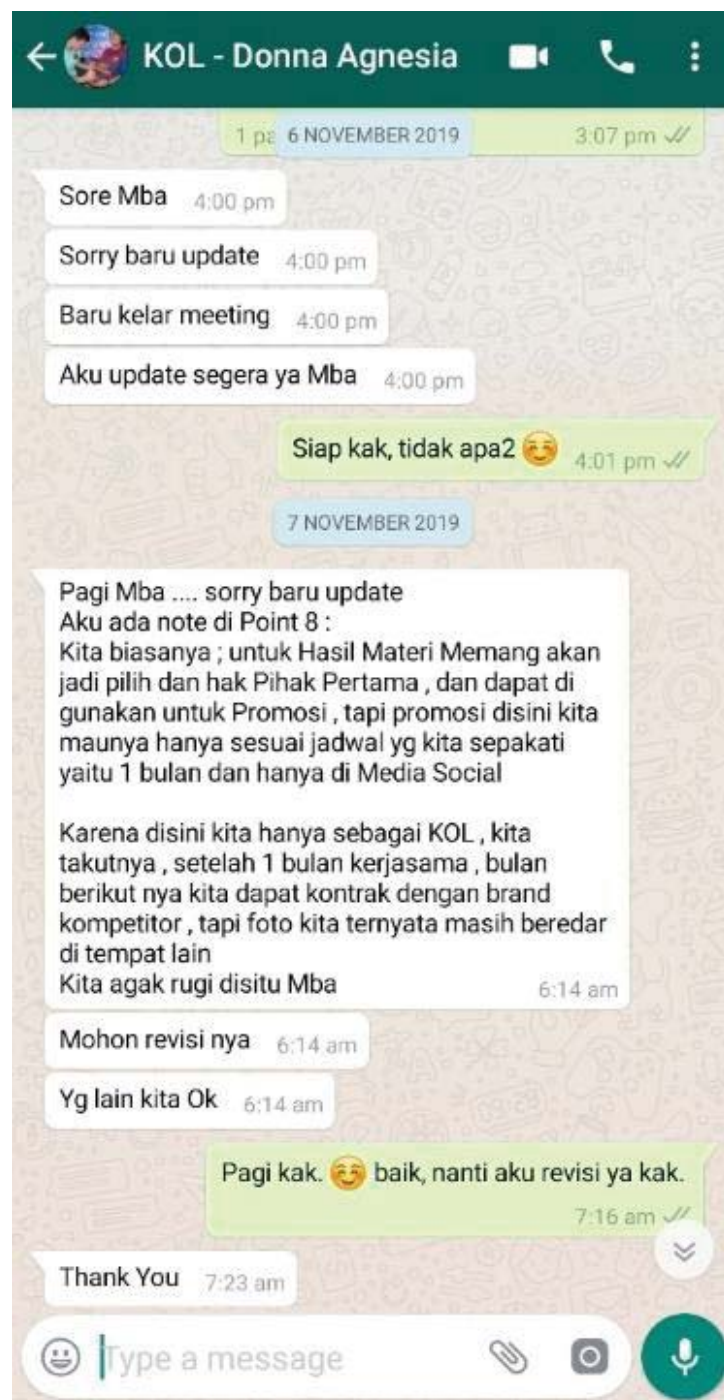 KOL - Donna Agnesia
1 pa 6 NOVEMBER 2019 3:07 pm
Sore Mba 4:00 pm
Sorry baru update 4:00 pm
Baru kelar meeting 4:00 pm
Aku update segera ya Mba 4:00 pm
Siap kak, tidak apa2 4:01 pm
7 NOVEMBER 2019
Pagi Mba .... sorry baru update
Aku ada note di Point 8 :
Kita biasanya ; untuk Hasil Materi Memang akan
jadi pilih dan hak Pihak Pertama , dan dapat di
gunakan untuk Promosi , tapi promosi disini kita
maunya hanya sesuai jadwal yg kita sepakati
yaitu 1 bulan dan hanya di Media Social
Karena disini kita hanya sebagai KOL , kita
takutnya , setelah 1 bulan kerjasama , bulan
berikut nya kita dapat kontrak dengan brand
kompetitor , tapi foto kita ternyata masih beredar
di tempat lain
Kita agak rugi disitu Mba 6:14 am
Mohon revisi nya 6:14 am
Yg lain kita Ok 6:14 am
Pagi kak. baik, nanti aku revisi ya kak.
7:16 am
Thank You 7:23 am
Type a message